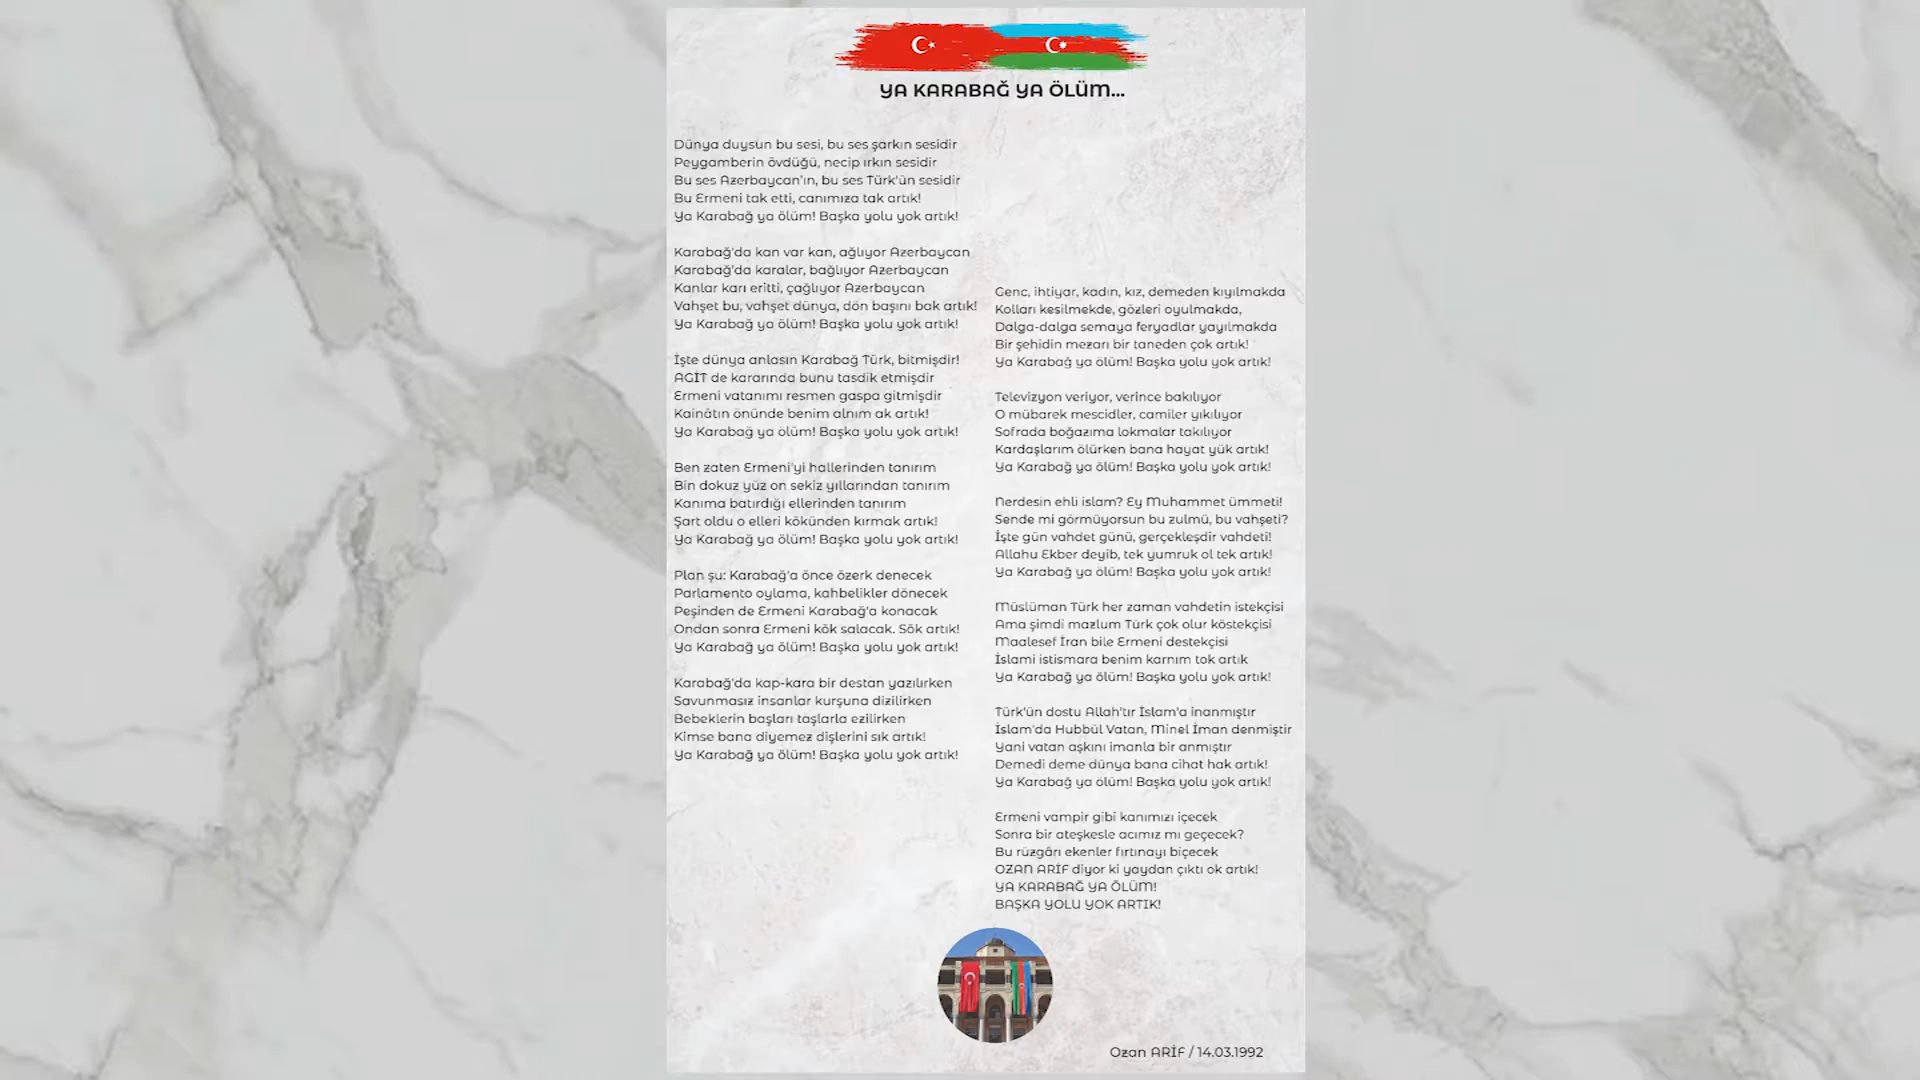 YA KARABAĞ YA ÖLÜM...
Dünya duysun bu sesi, bu ses şarkın sesidir
Peygamberin övdüğü, necip ırkın sesidir
Bu ses Azerbaycan'ın, bu ses Türk'ün sesidir
Bu Ermeni tak etti, canımıza tak artık!
Ya Karabağ ya ölüm! Başka yolu yok artık!
Karabağ'da kan var kan, ağlıyor Azerbaycan
Karabağ'da karalar, bağlıyor Azerbaycan
Kanlar karı eritti, çağlıyor Azerbaycan
Vahşet bu, vahşet dünya, dön başını bak artık!
Ya Karabağ ya ölüm! Başka yolu yok artık!
İşte dünya anlasın Karabağ Türk, bitmişdir!
AGİT de kararında bunu tasdik etmişdir
Ermeni vatanımı resmen gaspa gitmişdir
Kainâtın önünde benim alnım ak artık!
Ya Karabağ ya ölüm! Başka yolu yok artık!
Ben zaten Ermeni'yi hallerinden tanırım
Bin dokuz yüz on sekiz yıllarından tanırım
Kanıma batırdığı ellerinden tanırım
Şart oldu o elleri kökünden kırmak artık!
Ya Karabağ ya ölüm! Başka yolu yok artık!
Plan şu: Karabağ'a önce özerk denecek
Parlamento oylama, kahbelikler dönecek
Peşinden de Ermeni Karabağ'a konacak
Ondan sonra Ermeni kök salacak. Sök artık!
Ya Karabağ ya ölüm! Başka yolu yok artık!
Karabağ'da kap-kara bir destan yazılırken
Savunmasız insanlar kurşuna dizilirken
Bebeklerin başları taşlarla ezilirken
Kimse bana diyemez dişlerini sık artık!
Ya Karabağ ya ölüm! Başka yolu yok artık!
Genc, ihtiyar, kadın, kız, demeden kıyılmakda
Kolları kesilmekde, gözleri oyulmakda,
Dalga-dalga semaya feryadlar yayılmakda
Bir şehidin mezarı bir taneden çok artık!
Ya Karabağ ya ölüm! Başka yolu yok artık!
Televizyon veriyor, verince bakılıyor
O mübarek mescidler, camiler yıkılıyor
Sofrada boğazıma lokmalar takılıyor
Kardaşlarım ölürken bana hayat yük artık!
Ya Karabağ ya ölüm! Başka yolu yok artık!
Nerdesin ehli islam? Ey Muhammet ümmeti!
Sende mi görmüyorsun bu zulmü, bu vahşeti?
İşte gün vahdet günü, gerçekleşdir vahdeti!
Allahu Ekber deyib, tek yumruk ol tek artık!
Ya Karabağ ya ölüm! Başka yolu yok artık!
Müslüman Türk her zaman vahdetin istekçisi
Ama şimdi mazlum Türk çok olur köstekçisi
Maalesef İran bile Ermeni destekçisi
İslami istismara benim karnım tok artık
Ya Karabağ ya ölüm! Başka yolu yok artık!
Türk'ün dostu Allah'tır İslam'a inanmıştır
İslam'da Hubbül Vatan, Minel İman denmiştir
Yani vatan aşkını imanla bir anmıştır
Demedi deme dünya bana cihat hak artık!
Ya Karabağ ya ölüm! Başka yolu yok artık!
Ermeni vampir gibi kanımızı içecek
Sonra bir ateşkesle acımız mı geçecek?
Bu rüzgârı ekenler fırtınayı biçecek
OZAN ARİF diyor ki yaydan çıktı ok artık!
YA KARABAĞ YA ÖLÜM!
BAŞKA YOLU YOK ARTIK!
Ozan ARİF / 14.03.1992